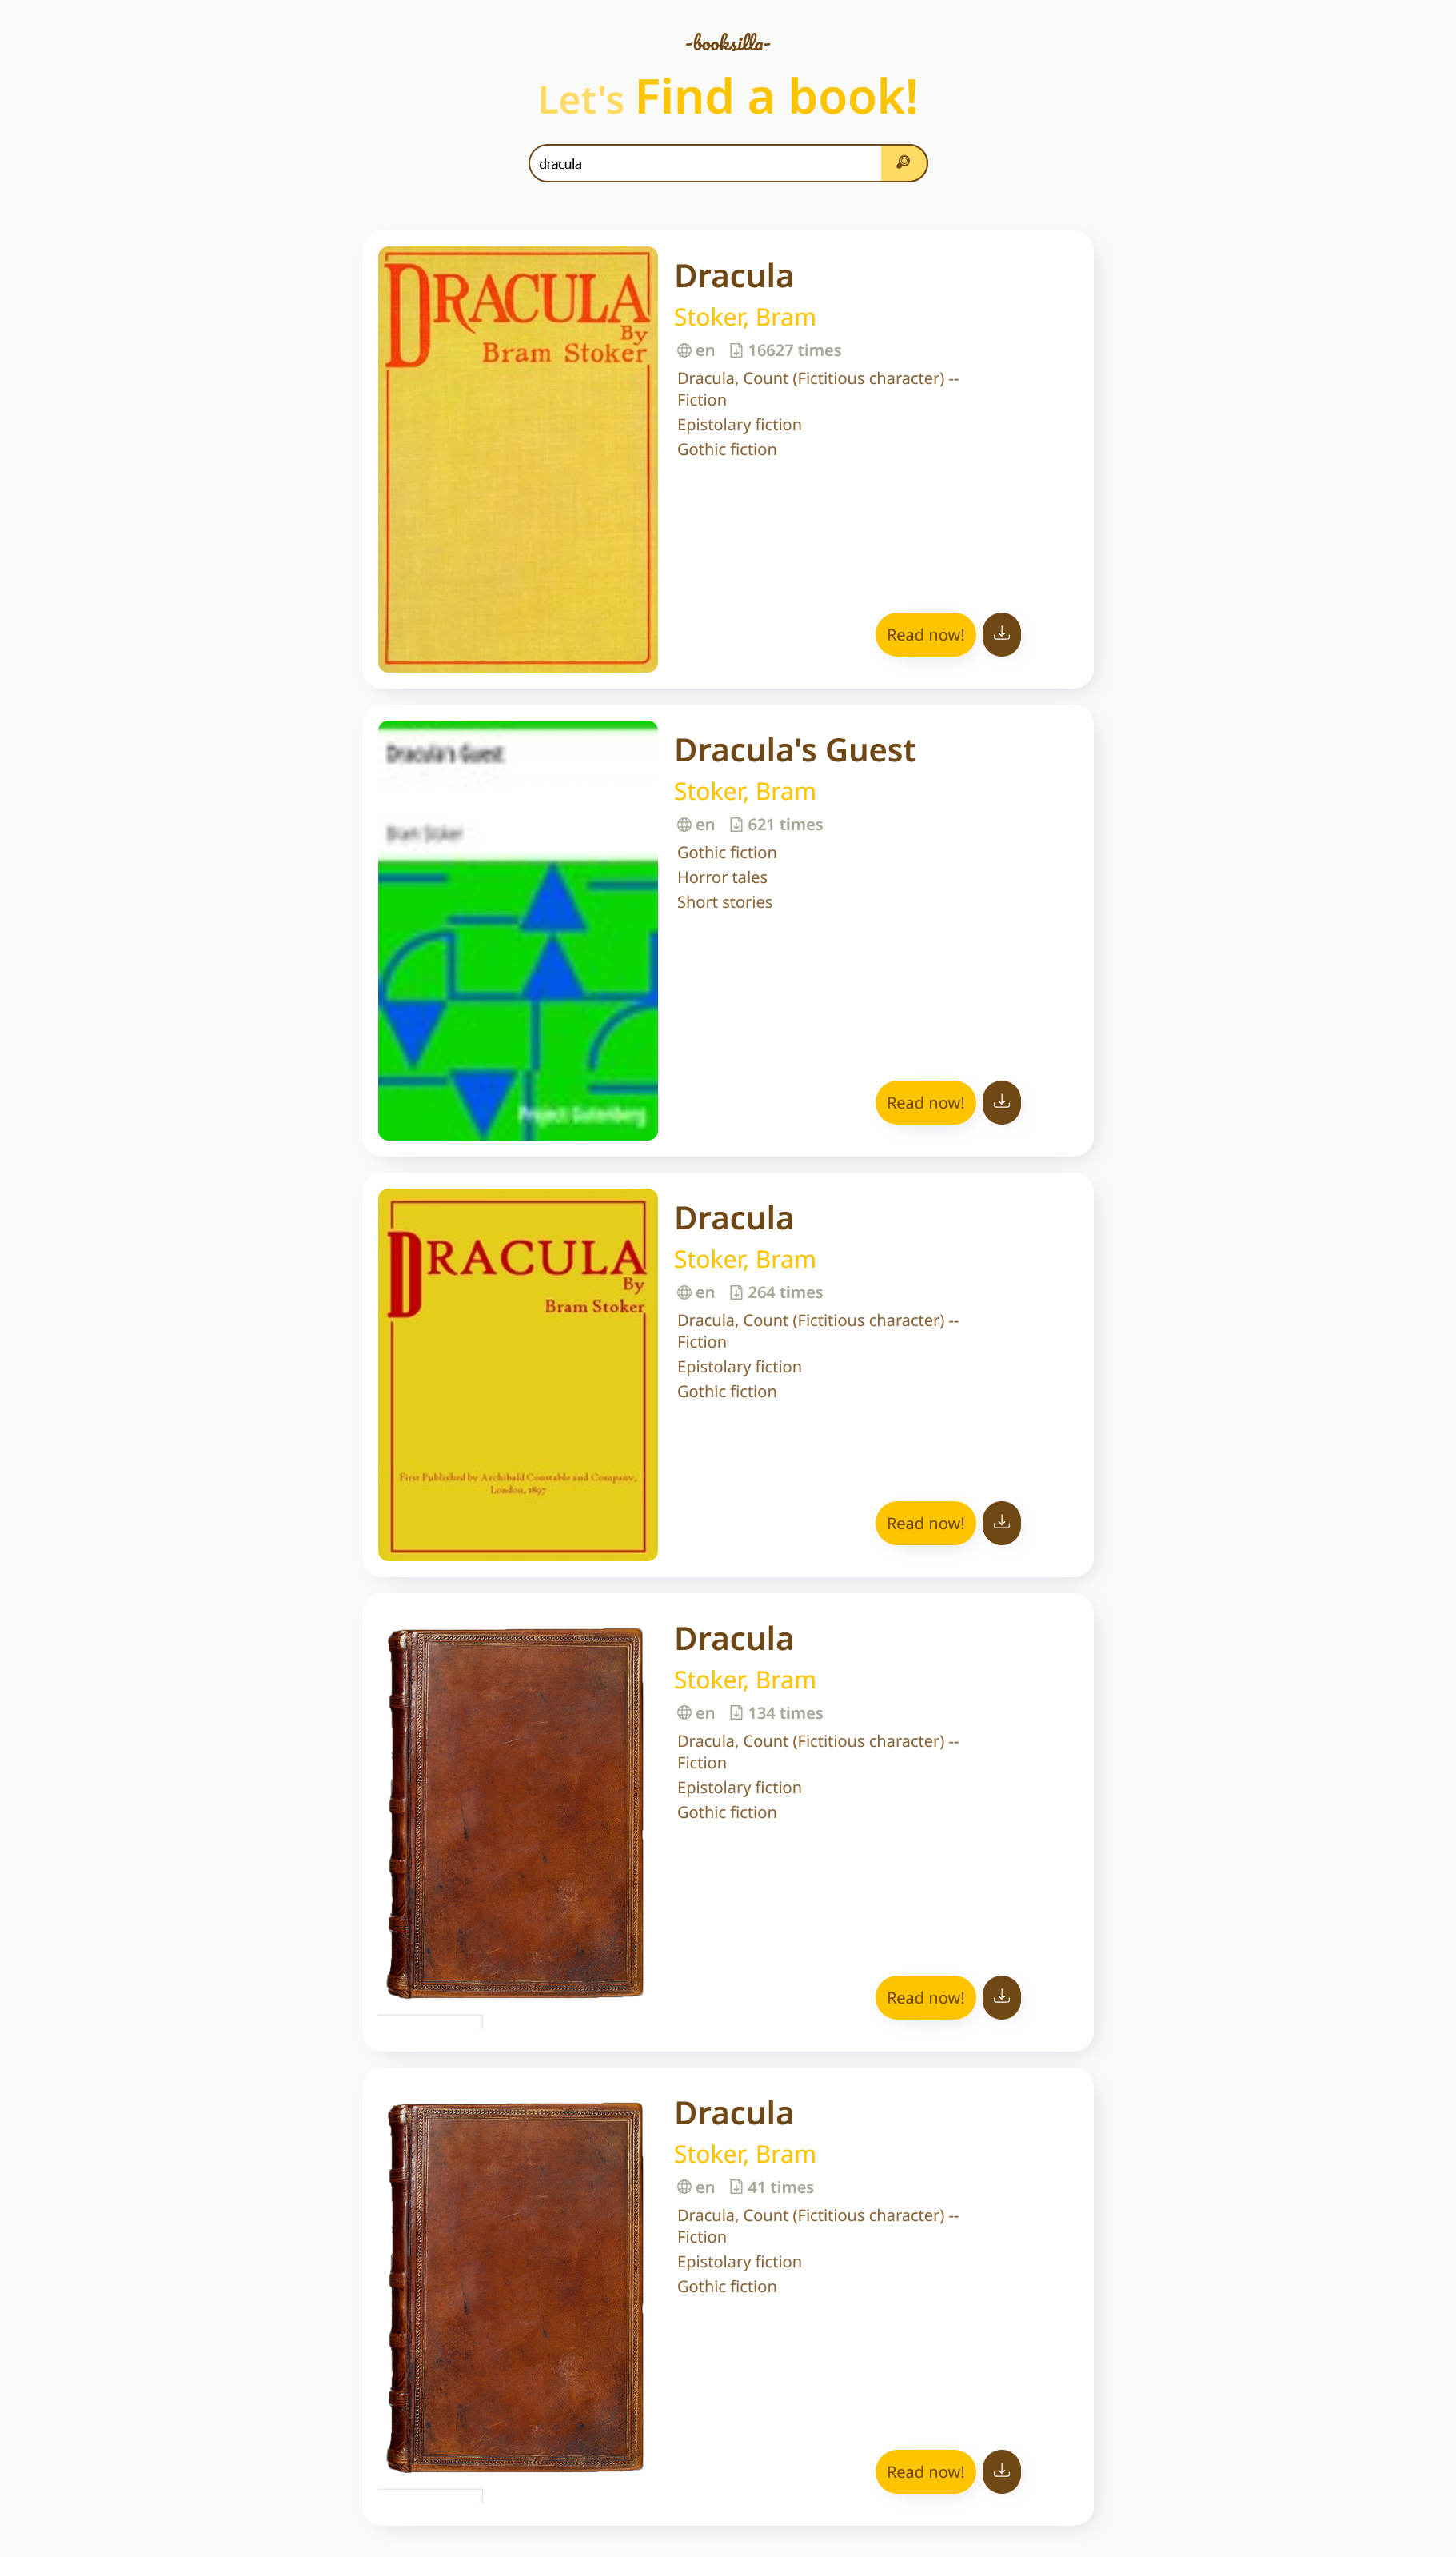 -booksilla-
Let's Find a book!
dracula
DRACULA
By
Bram Stoker
Dracula
Stoker, Bram
en 16627 times
Dracula, Count (Fictitious character) --
Fiction
Epistolary fiction
Gothic fiction
Read now!
Dracula's Guest
Bram Stoker
Project Gutenberg
Dracula's Guest
Stoker, Bram
en 621 times
Gothic fiction
Horror tales
Short stories
Read now!
DRACULA
By
Bram Stoker
First Published by Archibald Constable and Company,
London, 1897
Dracula
Stoker, Bram
en 264 times
Dracula, Count (Fictitious character) --
Fiction
Epistolary fiction
Gothic fiction
Read now!
Dracula
Stoker, Bram
en 134 times
Dracula, Count (Fictitious character) --
Fiction
Epistolary fiction
Gothic fiction
Read now!
Dracula
Stoker, Bram
en 41 times
Dracula, Count (Fictitious character) --
Fiction
Epistolary fiction
Gothic fiction
Read now!